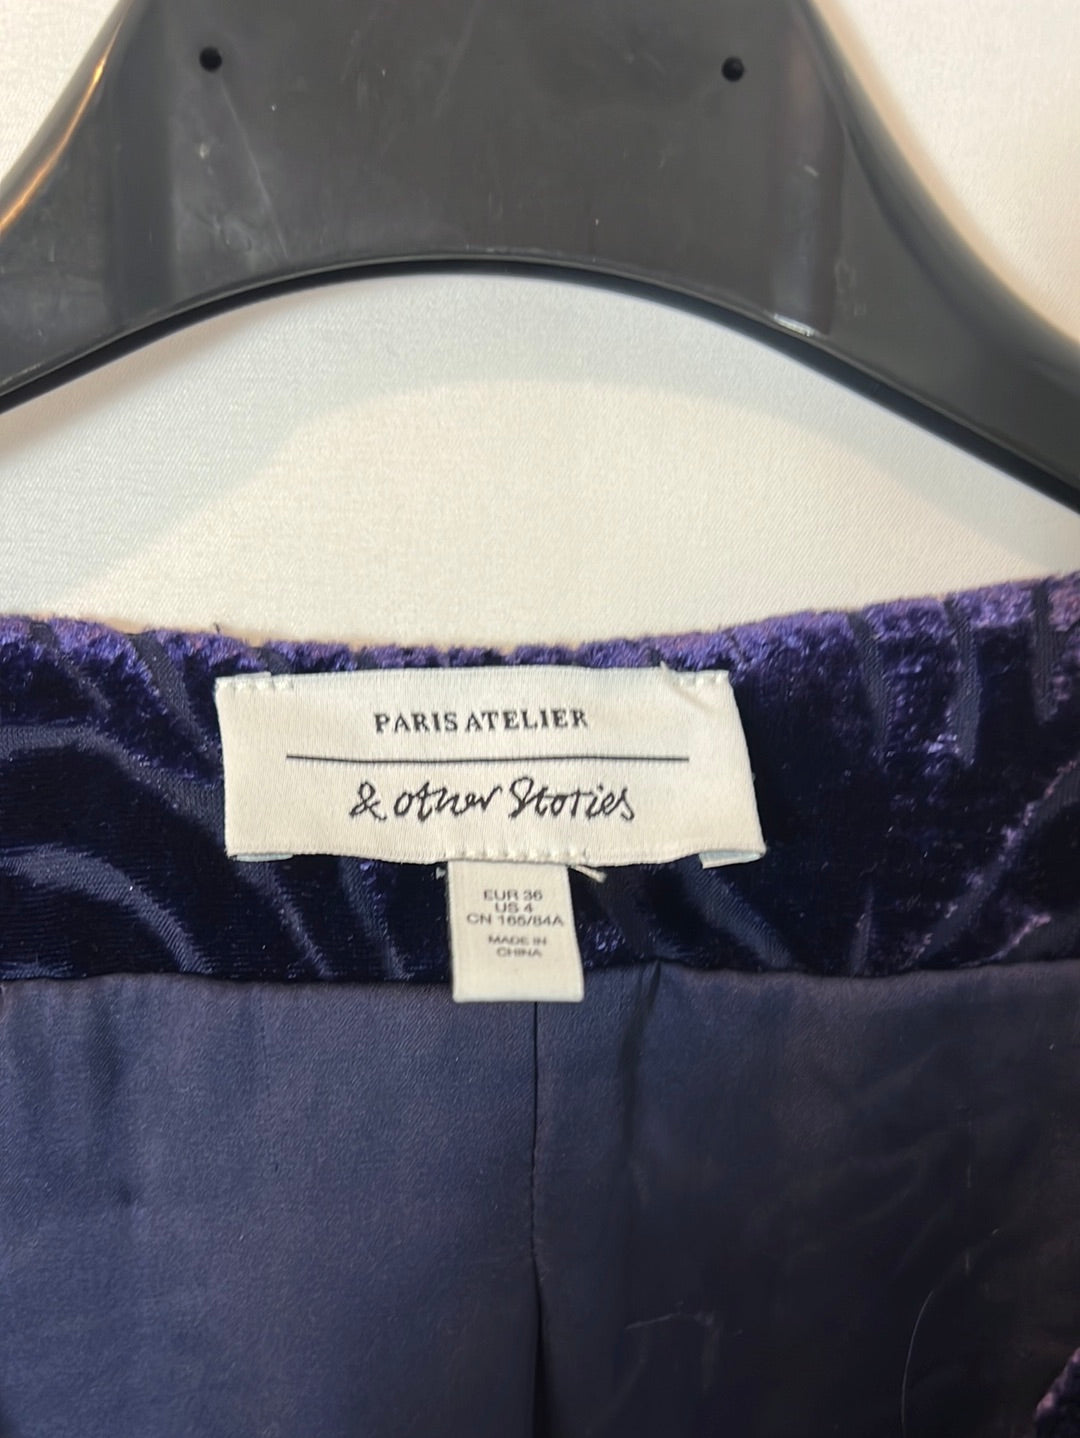 PARIS ATELIER
& other Stories
EUR 36
US 4
CN 165/84A
MADE IN
CHINA